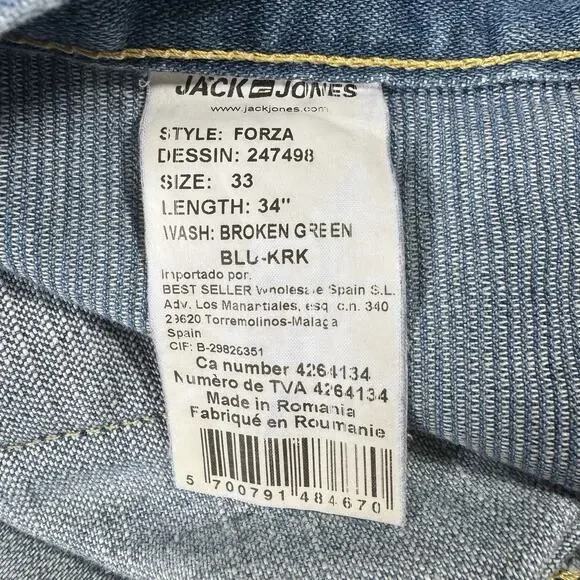 JACK JONES
www.jackjones.com
STYLE: FORZA
DESSIN: 247498
SIZE: 33
LENGTH: 34"
WASH: BROKEN GREEN
BLU-KRK
Importado por:
BEST SELLER Wholesale Spain S.L.
Adv. Los Manantiales, esq. c.n. 340
29620 Torremolinos-Malaga
Spain
CIF: B-29826351
Ca number 4264134
Numèro de TVA 4264134
Made in Romania
Fabriqué en Roumanie
5 700791 484670